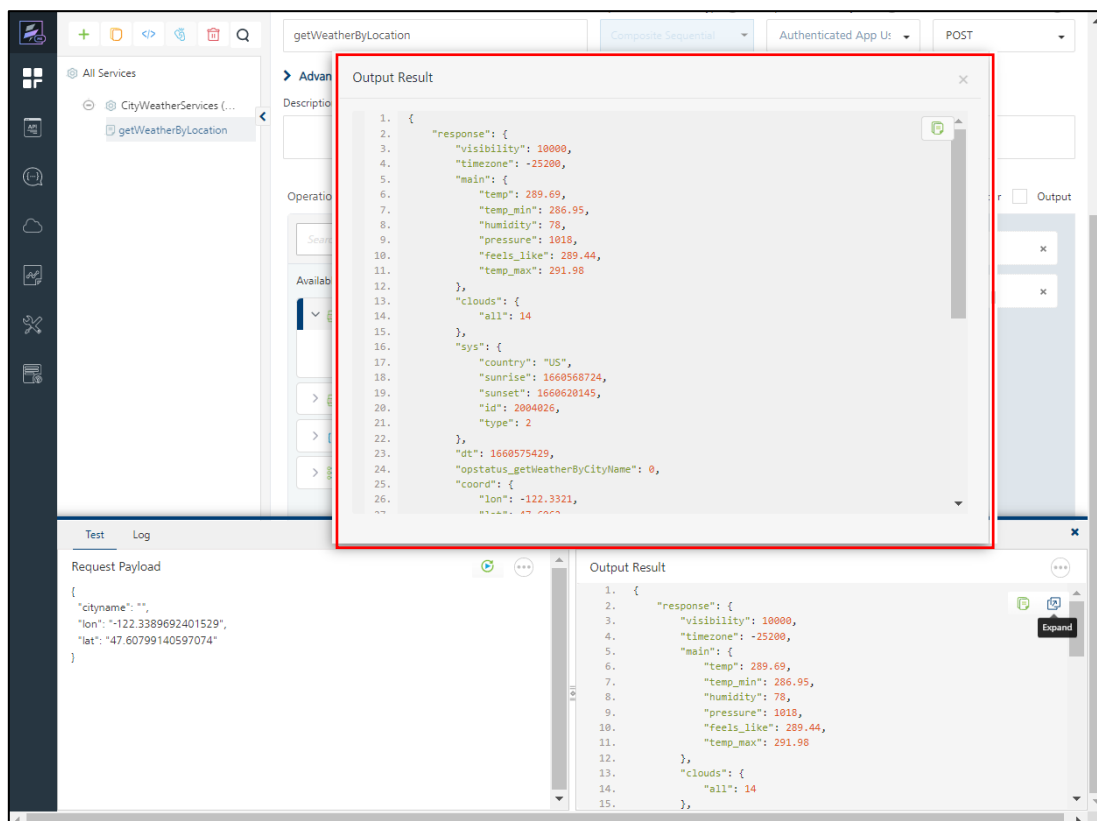 getWeatherByLocation
Composite Sequential
Authenticated App Us
POST
All Services
CityWeatherServices (...
getWeatherByLocation
Advan
Descriptio
Operatio
Sear
Availab
r
Output
Output Result
1. {
2. "response": {
3. "visibility": 10000,
4. "timezone": -25200,
5. "main": {
6. "temp": 289.69,
7. "temp_min": 286.95,
8. "humidity": 78,
9. "pressure": 1018,
10. "feels_like": 289.44,
11. "temp_max": 291.98
12. },
13. "clouds": {
14. "all": 14
15. },
16. "sys": {
17. "country": "US",
18. "sunrise": 1660568724,
19. "sunset": 1660620145,
20. "id": 2004026,
21. "type": 2
22. },
23. "dt": 1660575429,
24. "opstatus_getWeatherByCityName": 0,
25. "coord": {
26. "lon": -122.3321,
27. "lat": 47.6062
Test
Log
Request Payload
{
"cityname": "",
"lon": "-122.3389692401529",
"lat": "47.60799140597074"
}
Output Result
Expand
1. {
2. "response": {
3. "visibility": 10000,
4. "timezone": -25200,
5. "main": {
6. "temp": 289.69,
7. "temp_min": 286.95,
8. "humidity": 78,
9. "pressure": 1018,
10. "feels_like": 289.44,
11. "temp_max": 291.98
12. },
13. "clouds": {
14. "all": 14
15. },